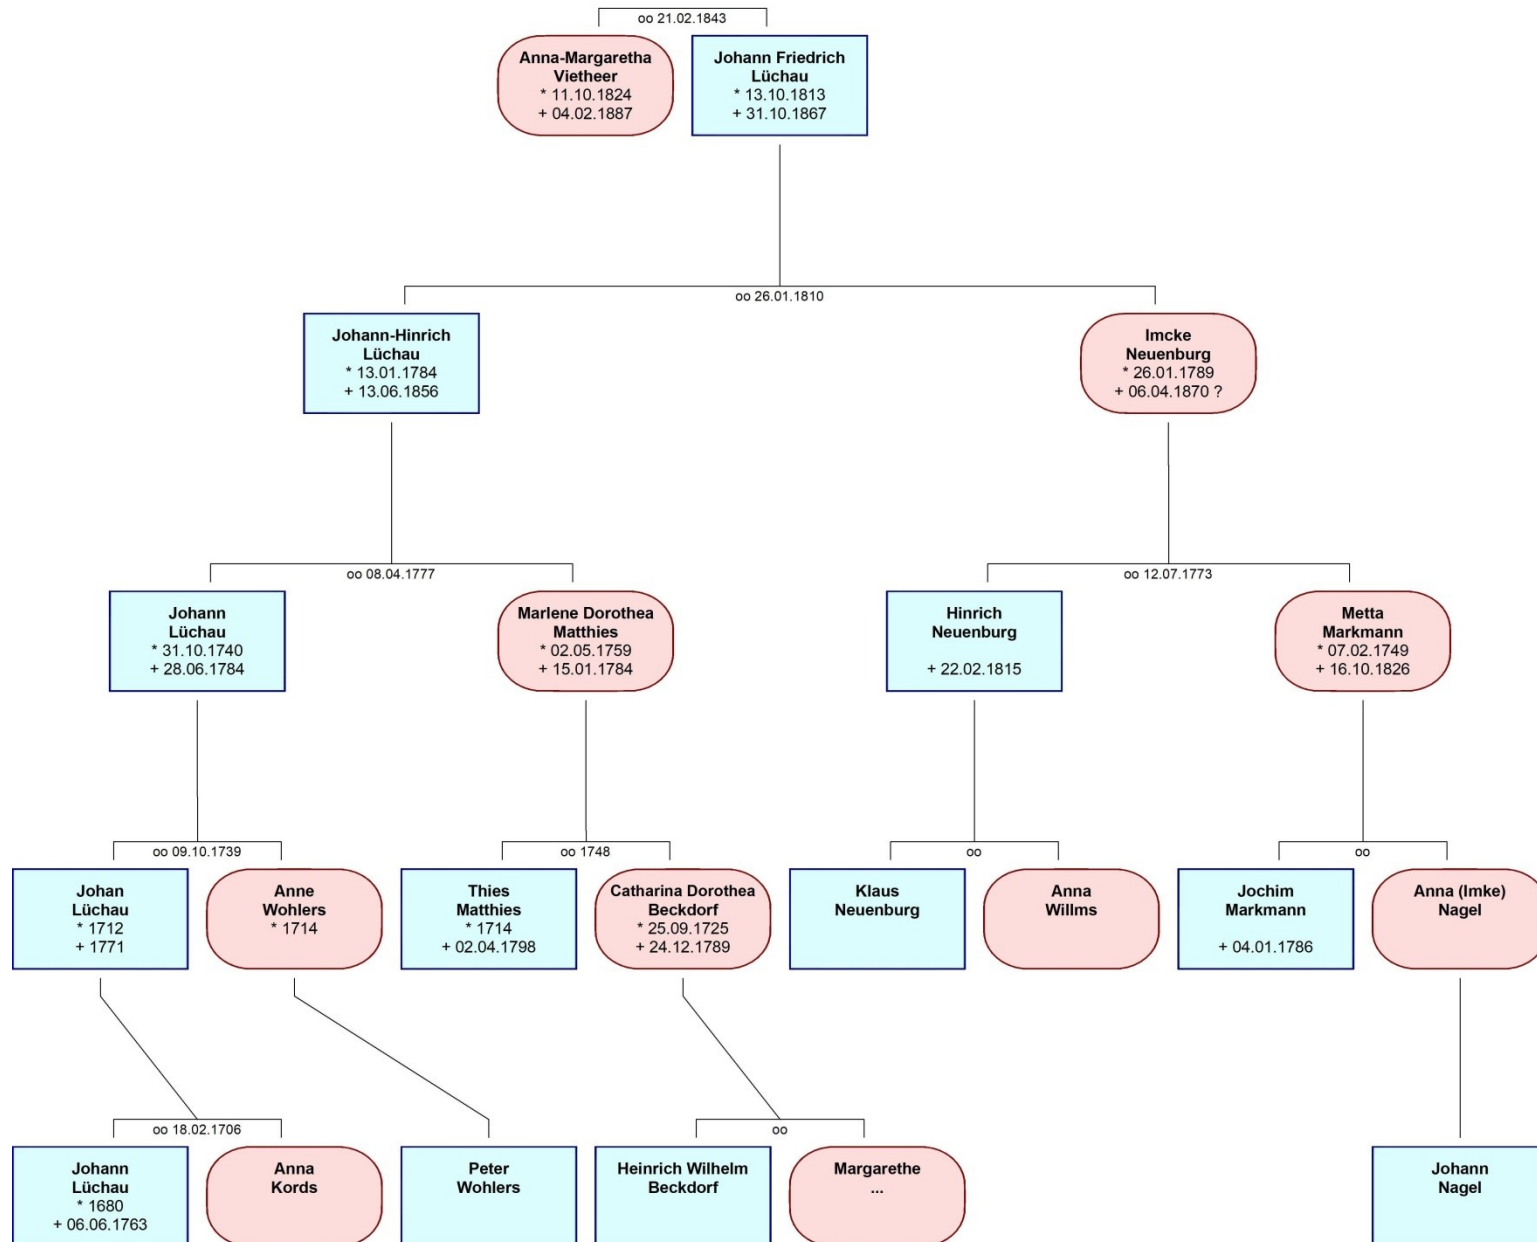 oo 21.02.1843
Anna-Margaretha
Vietheer
* 11.10.1824
+ 04.02.1887
Johann Friedrich
Lüchau
* 13.10.1813
+ 31.10.1867
oo 26.01.1810
Johann-Hinrich
Lüchau
* 13.01.1784
+ 13.06.1856
Imcke
Neuenburg
* 26.01.1789
+ 06.04.1870 ?
oo 08.04.1777
oo 12.07.1773
Johann
Lüchau
* 31.10.1740
+ 28.06.1784
Marlene Dorothea
Matthies
* 02.05.1759
+ 15.01.1784
Hinrich
Neuenburg
+ 22.02.1815
Metta
Markmann
* 07.02.1749
+ 16.10.1826
oo 09.10.1739
oo 1748
oo
oo
Johan
Lüchau
* 1712
+ 1771
Anne
Wohlers
* 1714
Thies
Matthies
* 1714
+ 02.04.1798
Catharina Dorothea
Beckdorf
* 25.09.1725
+ 24.12.1789
Klaus
Neuenburg
Anna
Willms
Jochim
Markmann
+ 04.01.1786
Anna (Imke)
Nagel
oo 18.02.1706
oo
Johann
Lüchau
* 1680
+ 06.06.1763
Anna
Kords
Peter
Wohlers
Heinrich Wilhelm
Beckdorf
Margarethe
...
Johann
Nagel